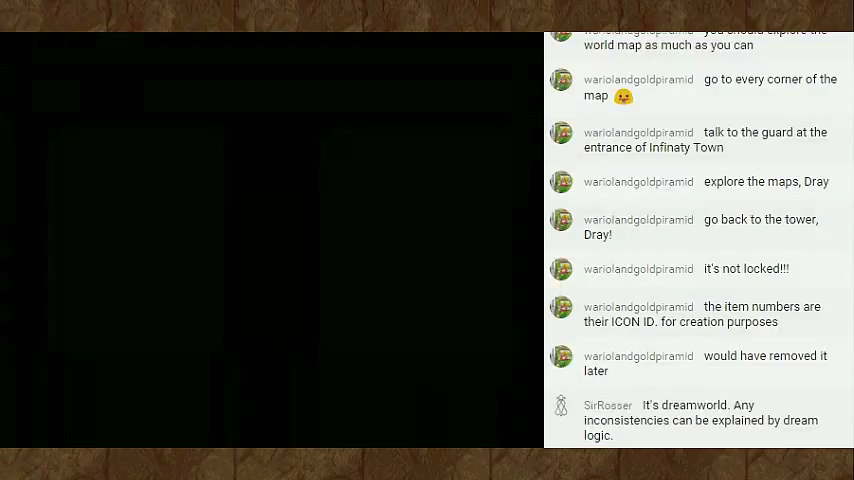 wariolandgoldpiramid you should explore the
world map as much as you can
wariolandgoldpiramid go to every corner of the
map
wariolandgoldpiramid talk to the guard at the
entrance of Infinaty Town
wariolandgoldpiramid explore the maps, Dray
wariolandgoldpiramid go back to the tower,
Dray!
wariolandgoldpiramid it's not locked!!!
wariolandgoldpiramid the item numbers are
their ICON ID. for creation purposes
wariolandgoldpiramid would have removed it
later
SirRosser It's dreamworld. Any
inconsistencies can be explained by dream
logic.